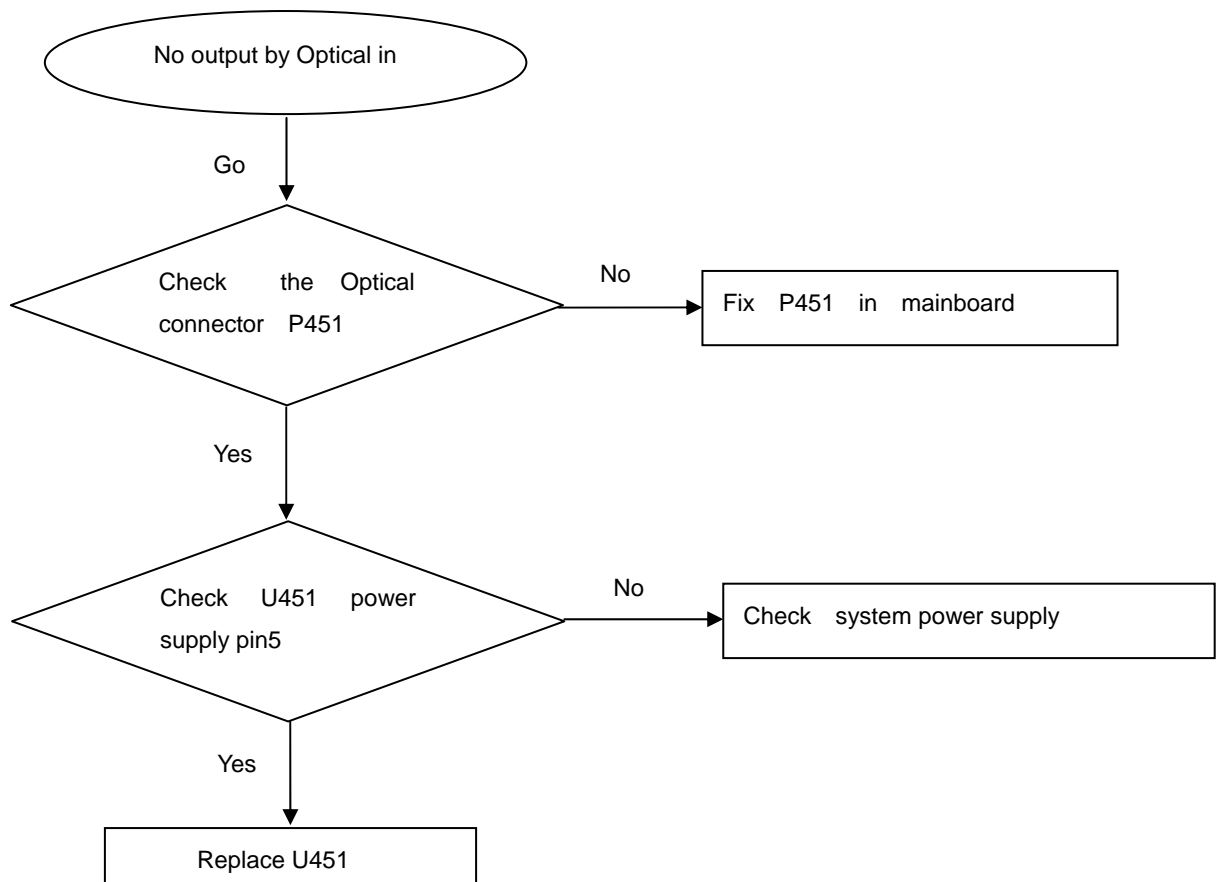 No output by Optical in
Go
Check the Optical
connector P451
No
Fix P451 in mainboard
Yes
Check U451 power
supply pin5
No
Check system power supply
Yes
Replace U451